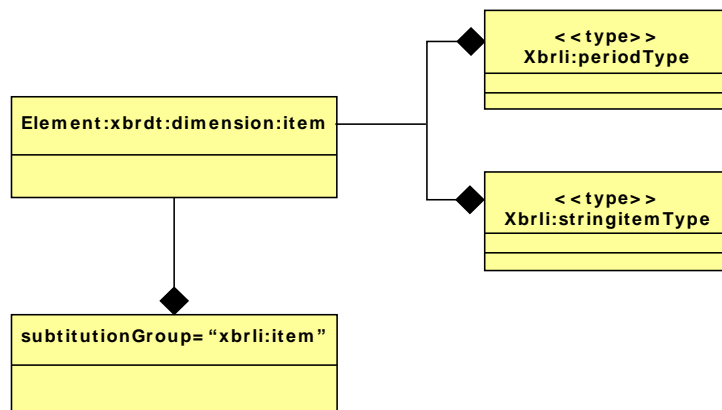 <<type>>
Xbrli:periodType
Element:xbrdt:dimension:item
<<type>>
Xbrli:stringitemType
subtitutionGroup=“xbrli:item”